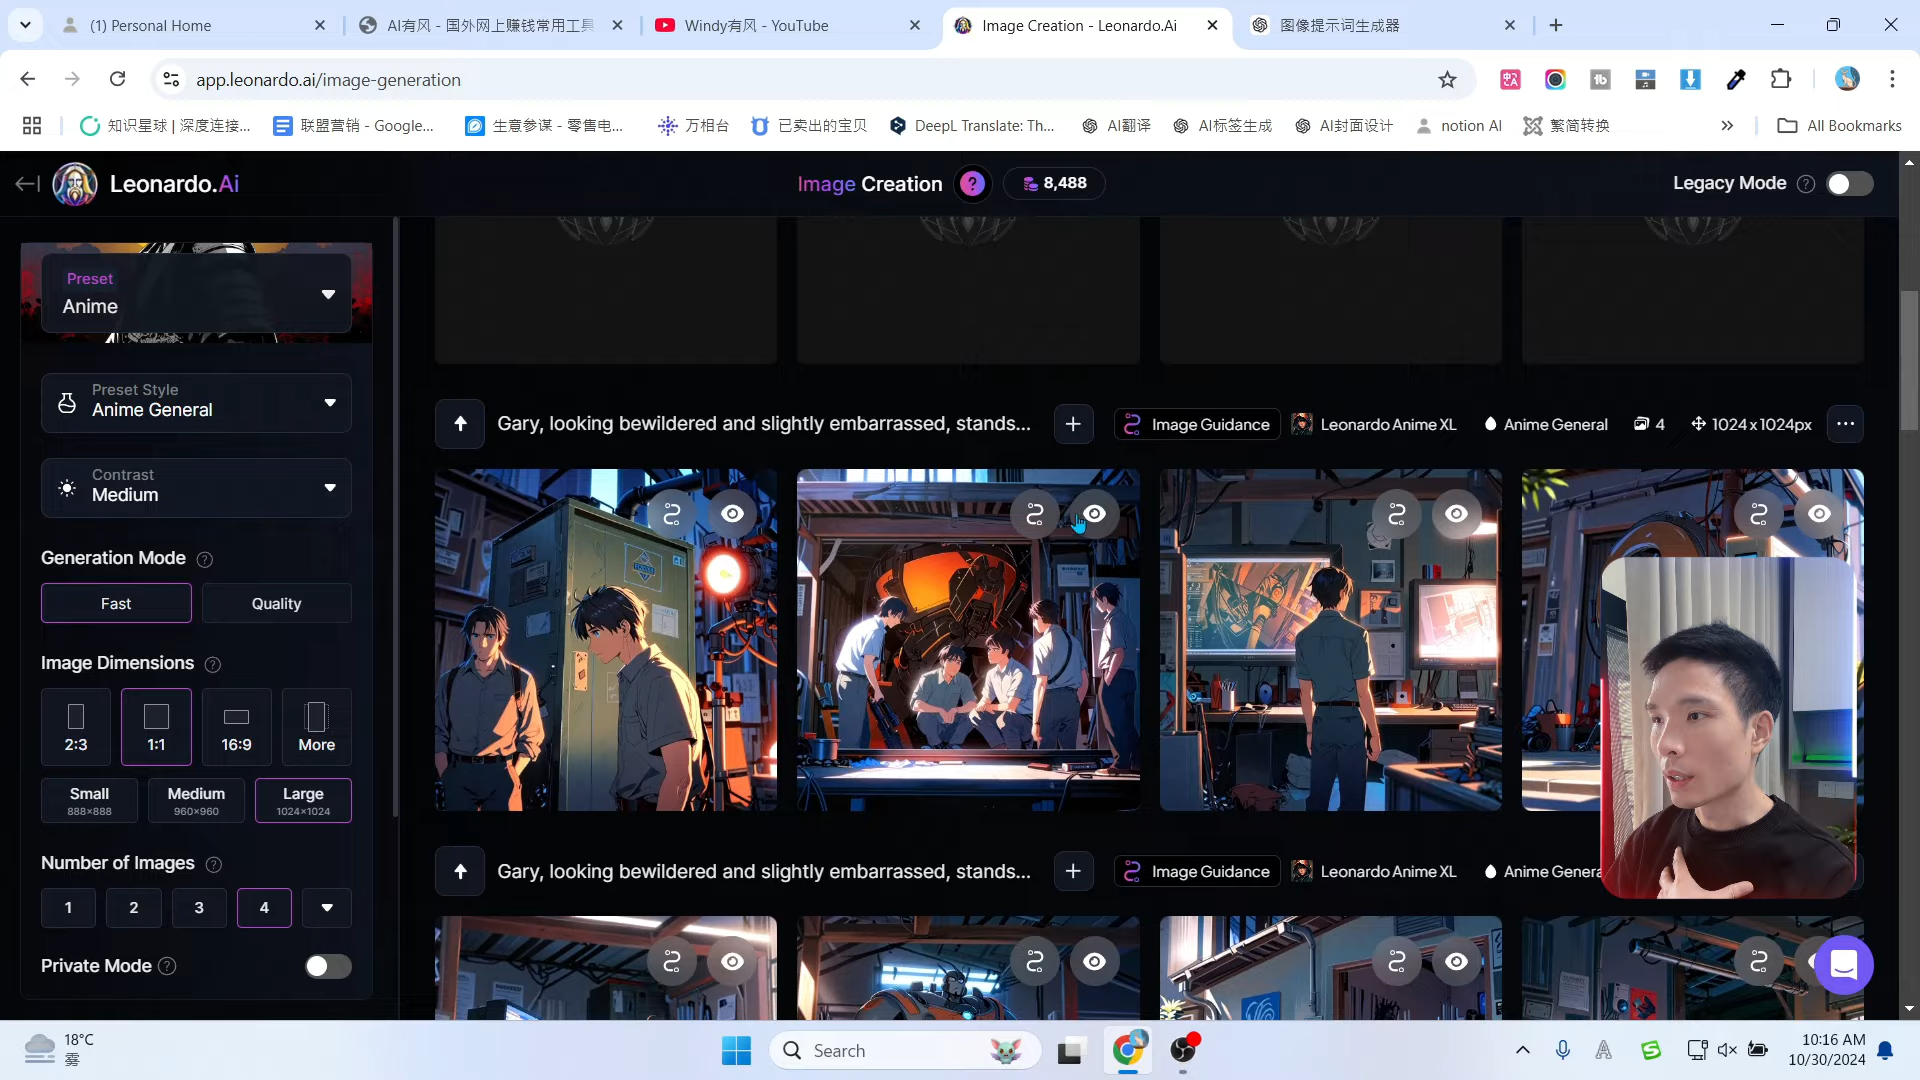 (1) Personal Home
AI有风 - 国外网上赚钱常用工具
Windy有风 - YouTube
Image Creation - Leonardo.Ai
图像提示词生成器
app.leonardo.ai/image-generation
知识星球 | 深度连接...
联盟营销 - Google...
生意参谋 - 零售电...
万相台
已卖出的宝贝
DeepL Translate: Th...
AI翻译
AI标签生成
AI封面设计
notion AI
繁简转换
All Bookmarks
Leonardo.Ai
Image Creation
8,488
Legacy Mode
Preset
Anime
Preset Style
Anime General
Contrast
Medium
Generation Mode
Fast
Quality
Image Dimensions
2:3
1:1
16:9
More
Small
888×888
Medium
960×960
Large
1024×1024
Number of Images
1
2
3
4
Private Mode
Gary, looking bewildered and slightly embarrassed, stands...
Image Guidance
Leonardo Anime XL
Anime General
4
1024 x 1024px
Gary, looking bewildered and slightly embarrassed, stands...
Image Guidance
Leonardo Anime XL
Anime Genera
18°C
雾
Search
10:16 AM
10/30/2024